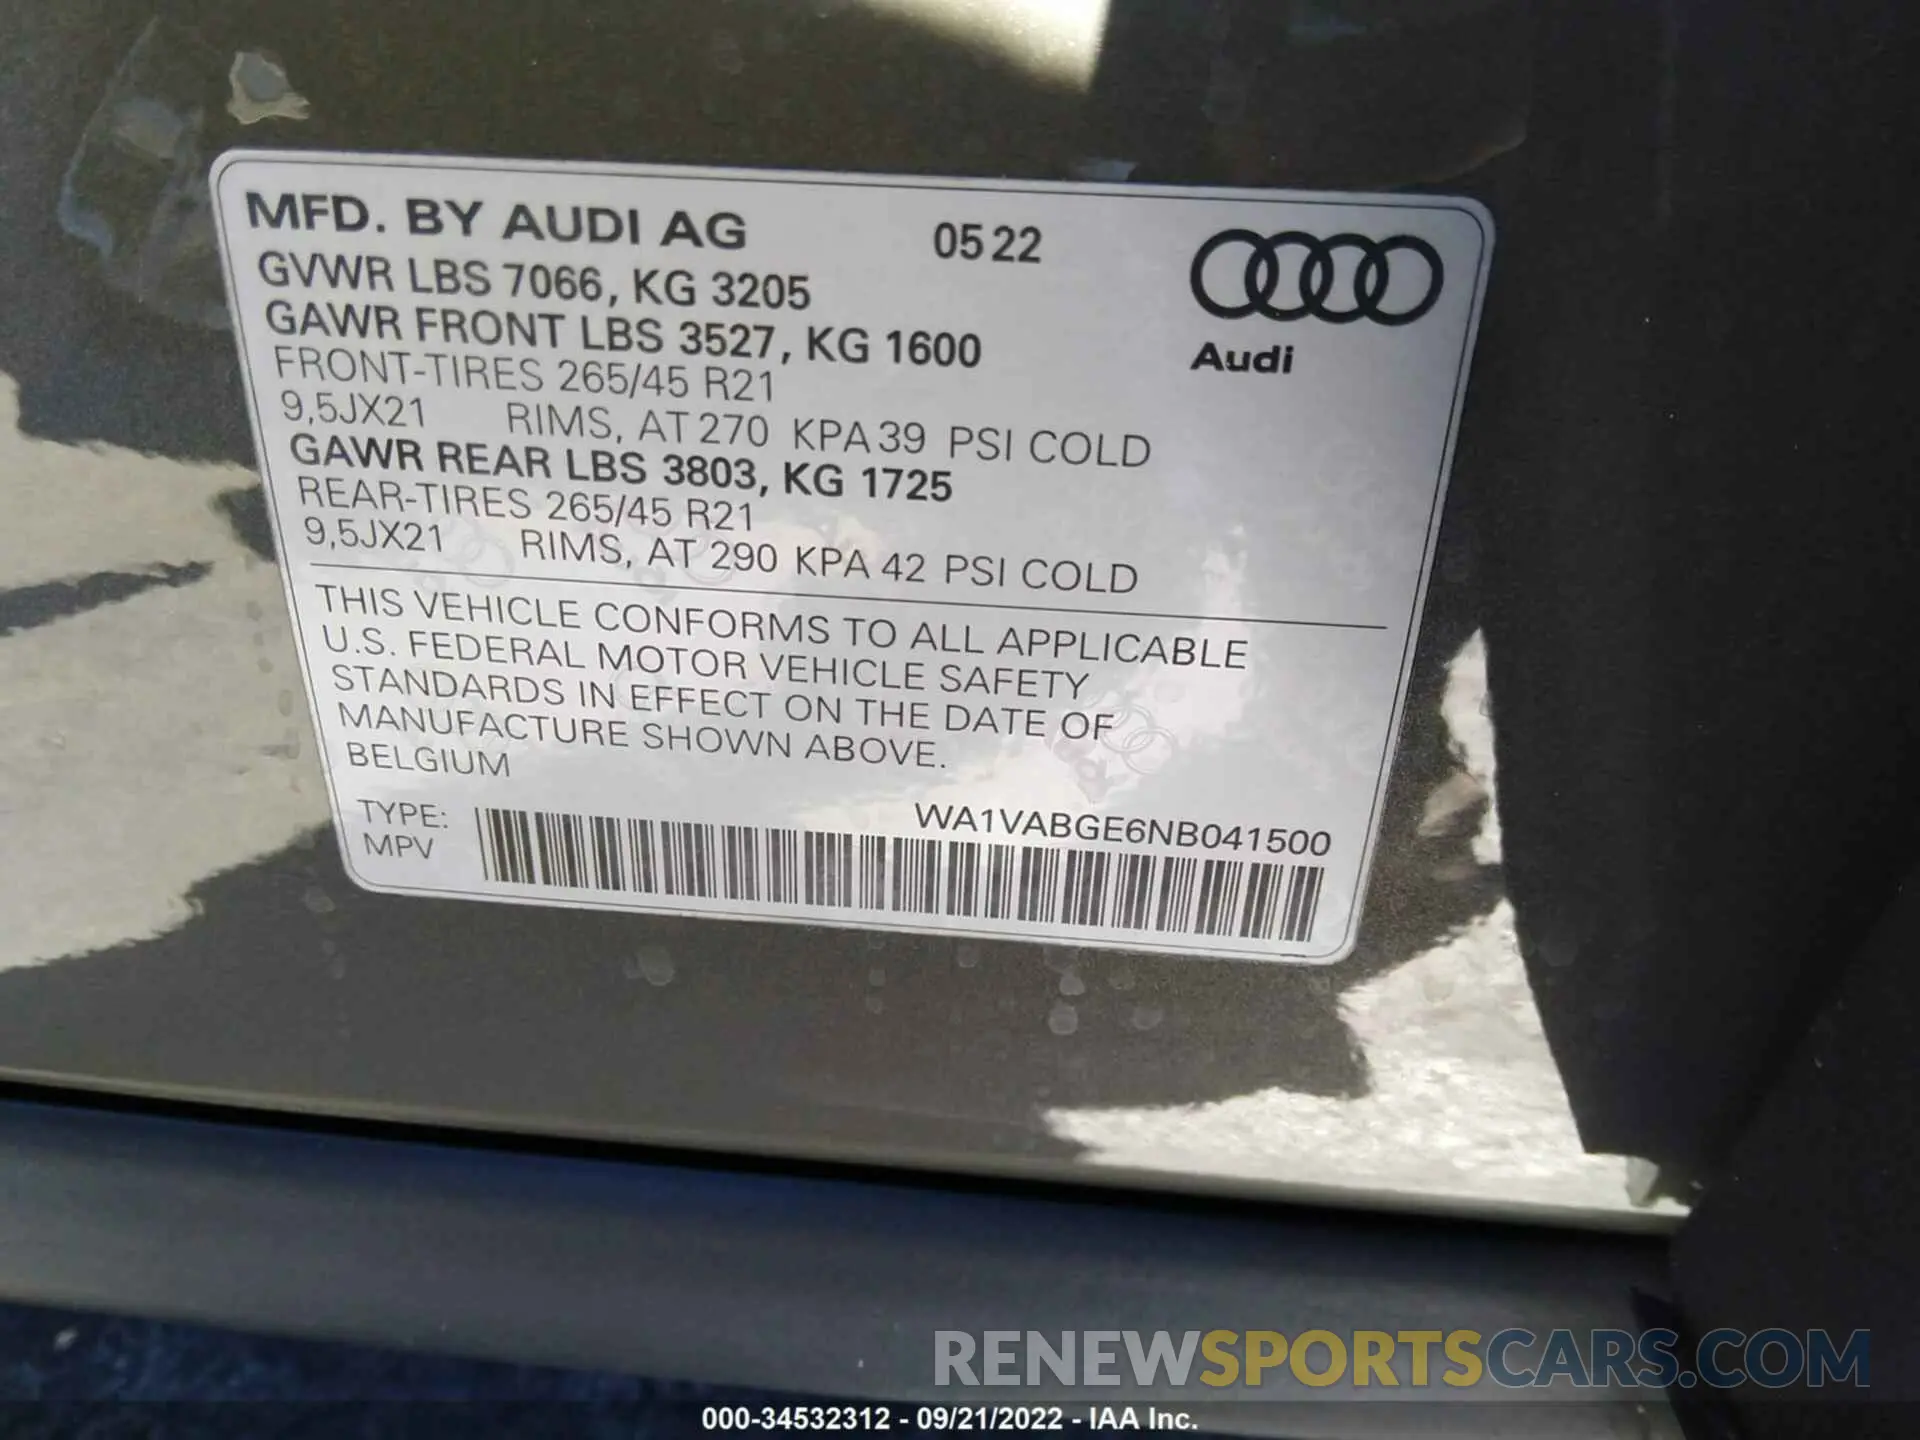 MFD. BY AUDI AG 05 22
GVWR LBS 7066, KG 3205
GAWR FRONT LBS 3527, KG 1600
FRONT-TIRES 265/45 R21
9,5JX21 RIMS, AT 270 KPA 39 PSI COLD
GAWR REAR LBS 3803, KG 1725
REAR-TIRES 265/45 R21
9,5JX21 RIMS, AT 290 KPA 42 PSI COLD
Audi
THIS VEHICLE CONFORMS TO ALL APPLICABLE
U.S. FEDERAL MOTOR VEHICLE SAFETY
STANDARDS IN EFFECT ON THE DATE OF
MANUFACTURE SHOWN ABOVE.
BELGIUM
TYPE: WA1VABGE6NB041500
MPV
RENEWSPORTSCARS.COM
000-34532312 - 09/21/2022 - IAA Inc.